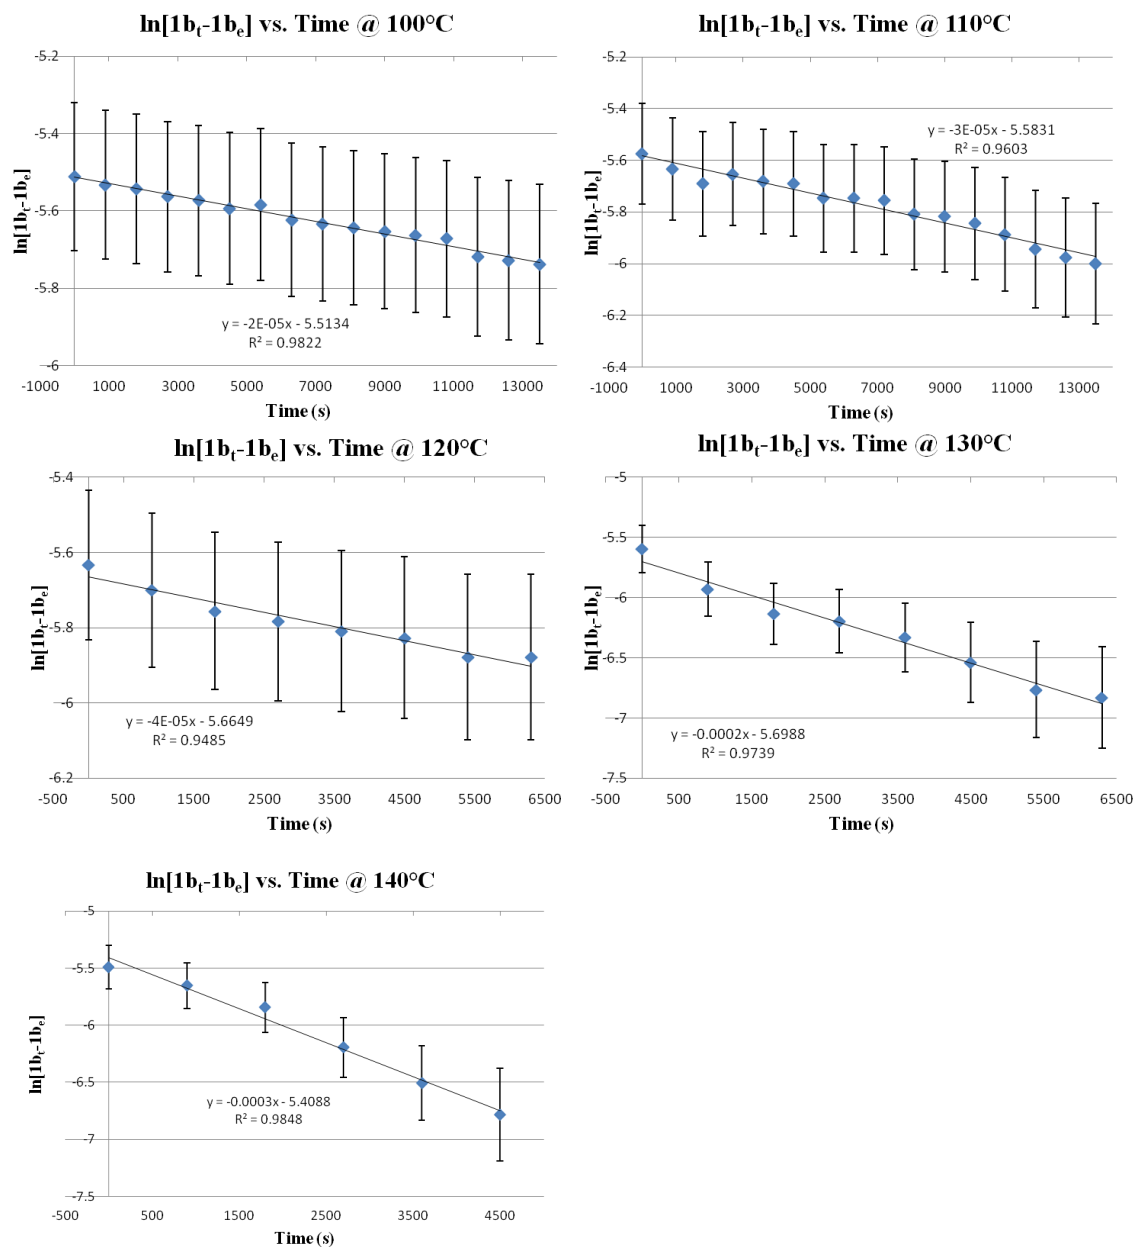 ln[1bt-1be] vs. Time @ 100°C
-5.2
-5.4
-5.6
-5.8
-6
ln[1bt-1be]
y = -2E-05x - 5.5134
R² = 0.9822
-1000 1000 3000 5000 7000 9000 11000 13000
Time (s)
ln[1bt-1be] vs. Time @ 110°C
-5.2
-5.4
-5.6
-5.8
-6
-6.2
-6.4
ln[1bt-1be]
y = -3E-05x - 5.5831
R² = 0.9603
-1000 1000 3000 5000 7000 9000 11000 13000
Time (s)
ln[1bt-1be] vs. Time @ 120°C
-5.4
-5.6
-5.8
-6
-6.2
ln[1bt-1be]
y = -4E-05x - 5.6649
R² = 0.9485
-500 500 1500 2500 3500 4500 5500 6500
Time (s)
ln[1bt-1be] vs. Time @ 130°C
-5
-5.5
-6
-6.5
-7
-7.5
ln[1bt-1be]
y = -0.0002x - 5.6988
R² = 0.9739
-500 500 1500 2500 3500 4500 5500 6500
Time (s)
ln[1bt-1be] vs. Time @ 140°C
-5
-5.5
-6
-6.5
-7
-7.5
ln[1bt-1be]
y = -0.0003x - 5.4088
R² = 0.9848
-500 500 1500 2500 3500 4500
Time (s)